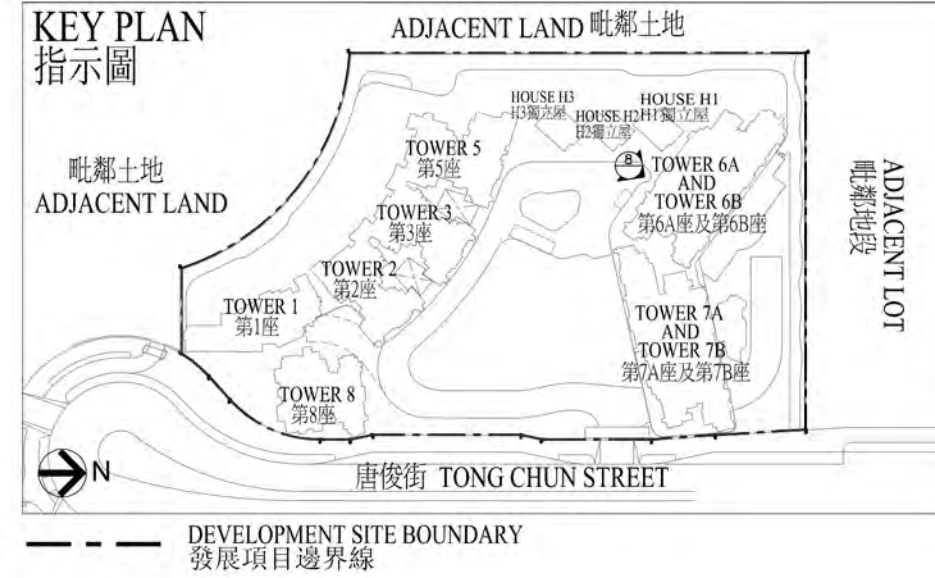 KEY PLAN
指示圖
ADJACENT LAND 毗鄰土地
毗鄰土地
ADJACENT LAND
HOUSE H3
H3獨立屋
HOUSE H2
H2獨立屋
HOUSE H1
H1獨立屋
8
TOWER 5
第5座
TOWER 6A
AND
TOWER 6B
第6A座及第6B座
TOWER 3
第3座
TOWER 2
第2座
TOWER 1
第1座
TOWER 7A
AND
TOWER 7B
第7A座及第7B座
TOWER 8
第8座
ADJACENT LOT
毗鄰地段
N
唐俊街 TONG CHUN STREET
DEVELOPMENT SITE BOUNDARY
發展項目邊界線